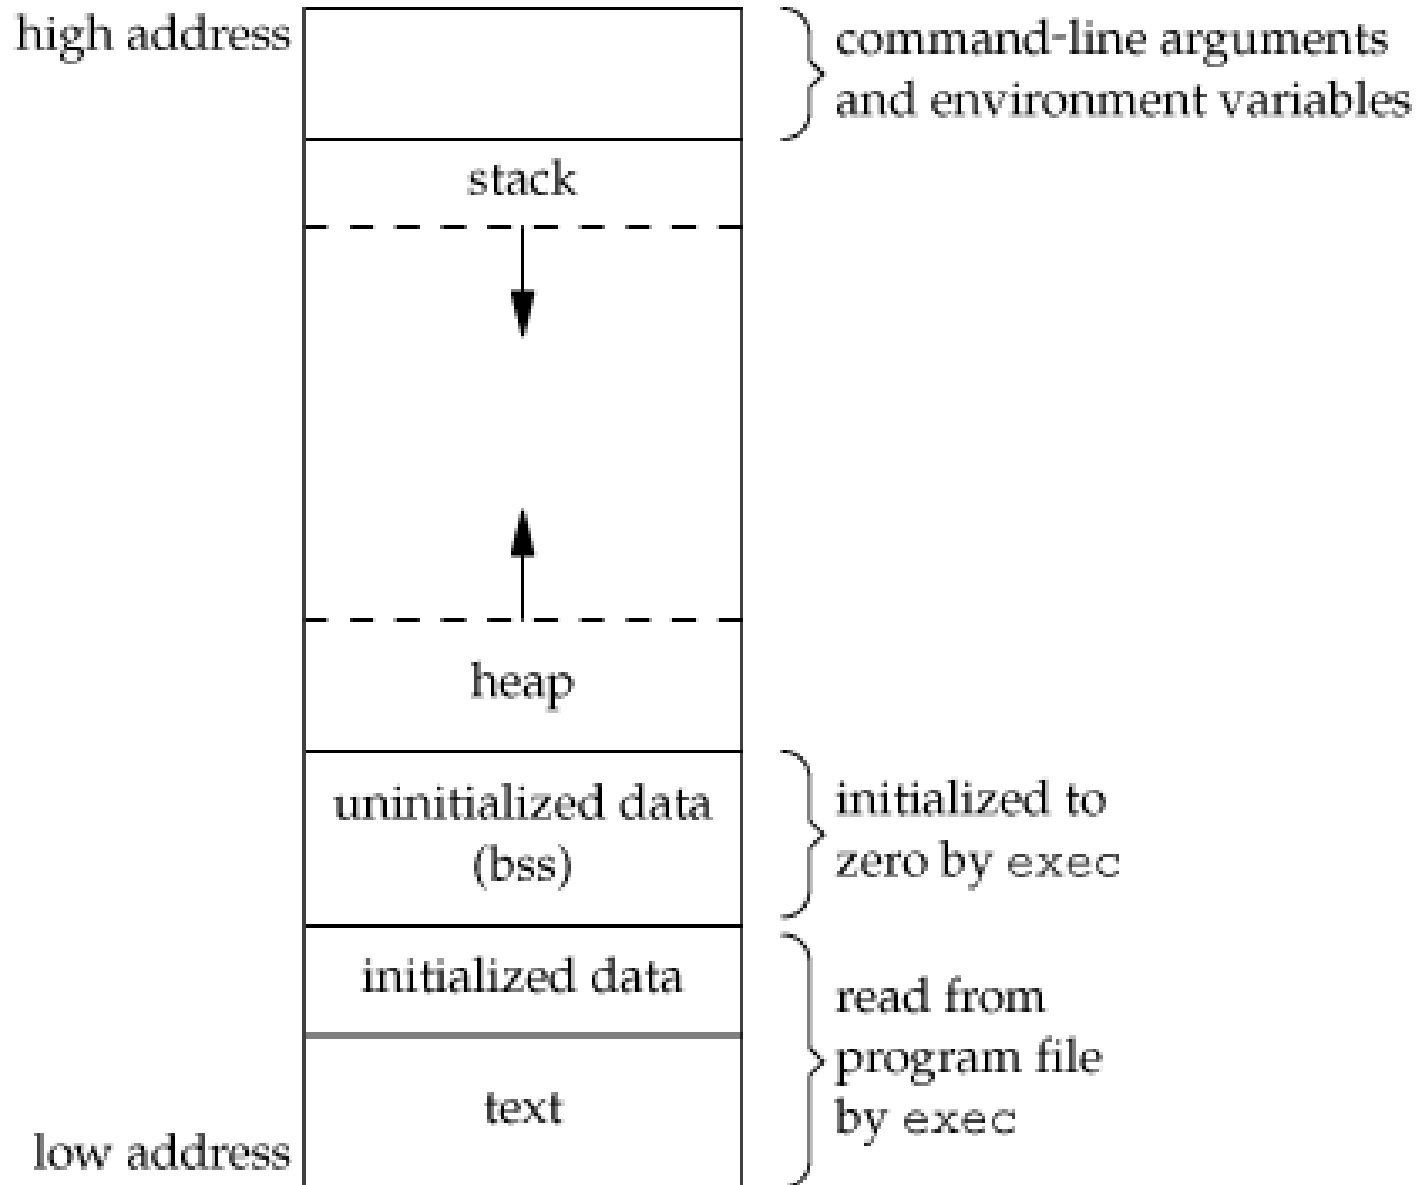 high address
command-line arguments
and environment variables
stack
heap
uninitialized data
(bss)
initialized to
zero by exec
initialized data
read from
program file
by exec
text
low address